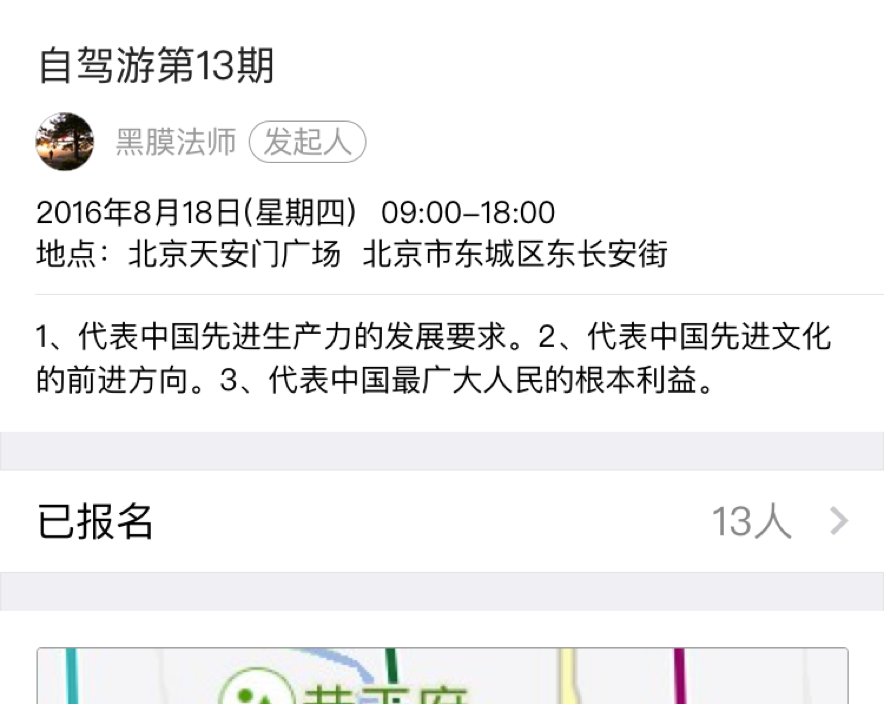 自驾游第13期
黑膜法师 发起人
2016年8月18日(星期四) 09:00-18:00
地点：北京天安门广场 北京市东城区东长安街
1、代表中国先进生产力的发展要求。2、代表中国先进文化
的前进方向。3、代表中国最广大人民的根本利益。
已报名 13人